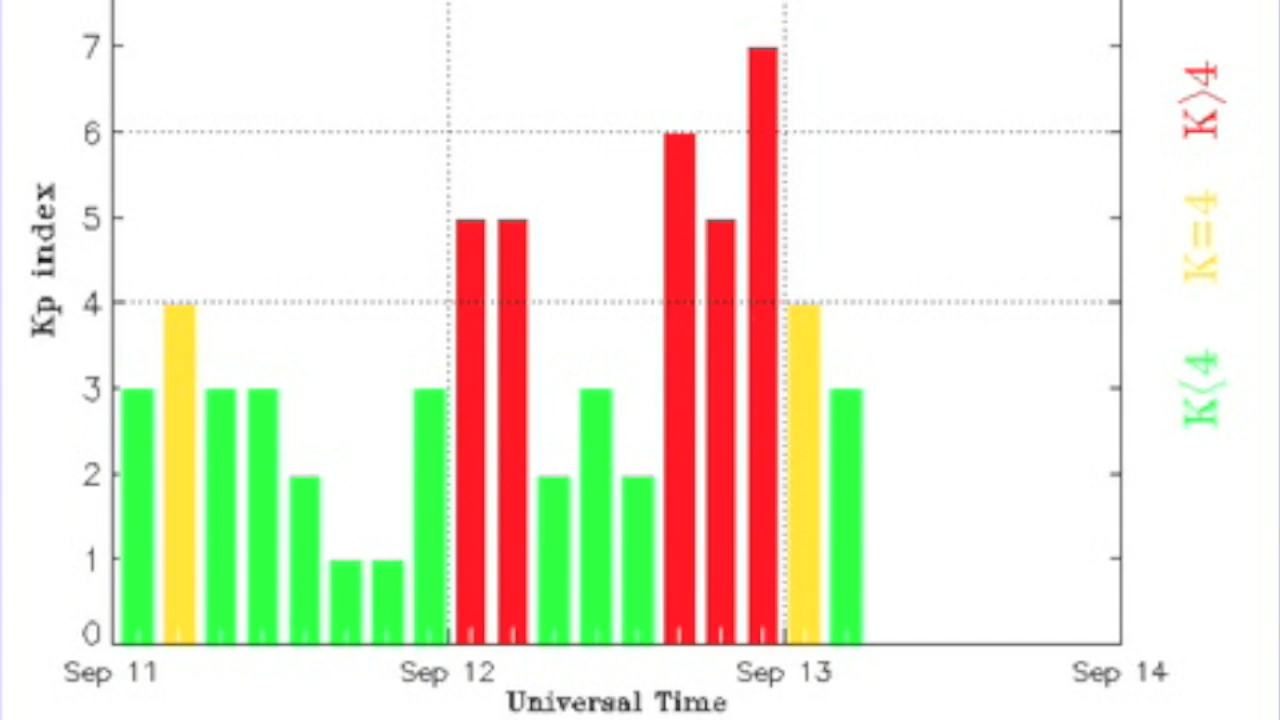 7
6
5
4
3
2
1
0
Kp index
Sep 11
Sep 12
Sep 13
Sep 14
Universal Time
K>4
K=4
K<4